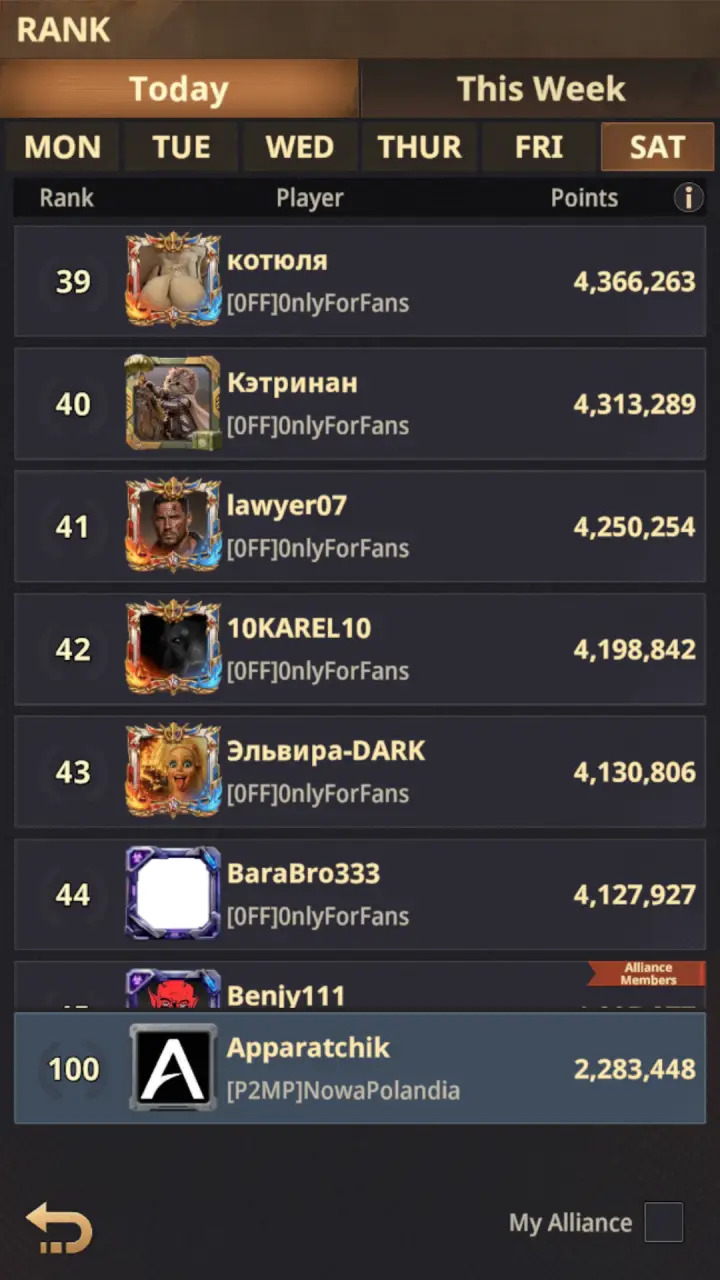 RANK
Today
This Week
MON TUE WED THUR FRI SAT
Rank Player Points
39 котюля 4,366,263
[0FF]0nlyForFans
40 Кэтринан 4,313,289
[0FF]0nlyForFans
41 lawyer07 4,250,254
[0FF]0nlyForFans
42 10KAREL10 4,198,842
[0FF]0nlyForFans
43 Эльвира-DARK 4,130,806
[0FF]0nlyForFans
44 BaraBro333 4,127,927
[0FF]0nlyForFans
Alliance
Members
Benjy111
100 Apparatchik 2,283,448
[P2MP]NowaPolandia
My Alliance